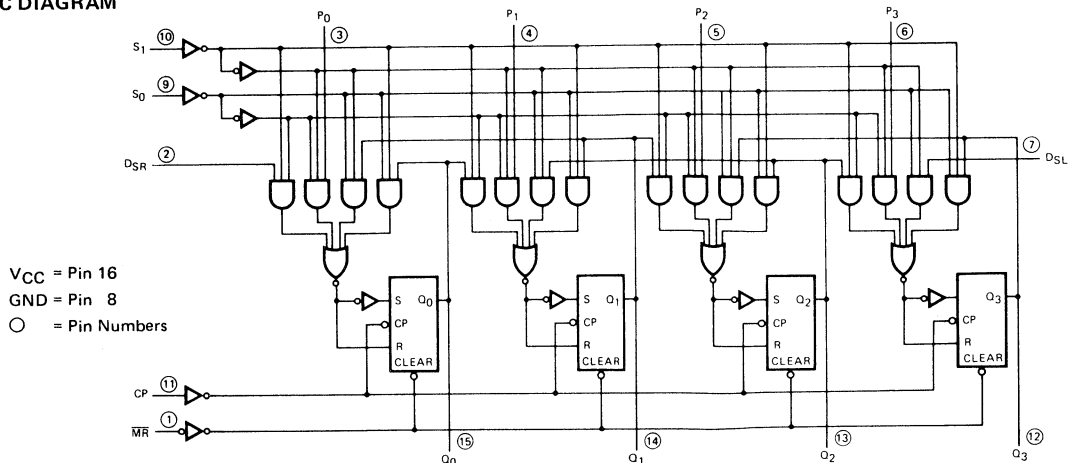 C DIAGRAM
P0 P1 P2 P3
3 4 5 6
S1 10
S0 9
DSR 2
7 DSL
VCC = Pin 16
GND = Pin 8
○ = Pin Numbers
S Q0 S Q1 S Q2 S Q3
CP CP CP CP
R R R R
CLEAR CLEAR CLEAR CLEAR
CP 11
MR 1
15 14 13 12
Q0 Q1 Q2 Q3